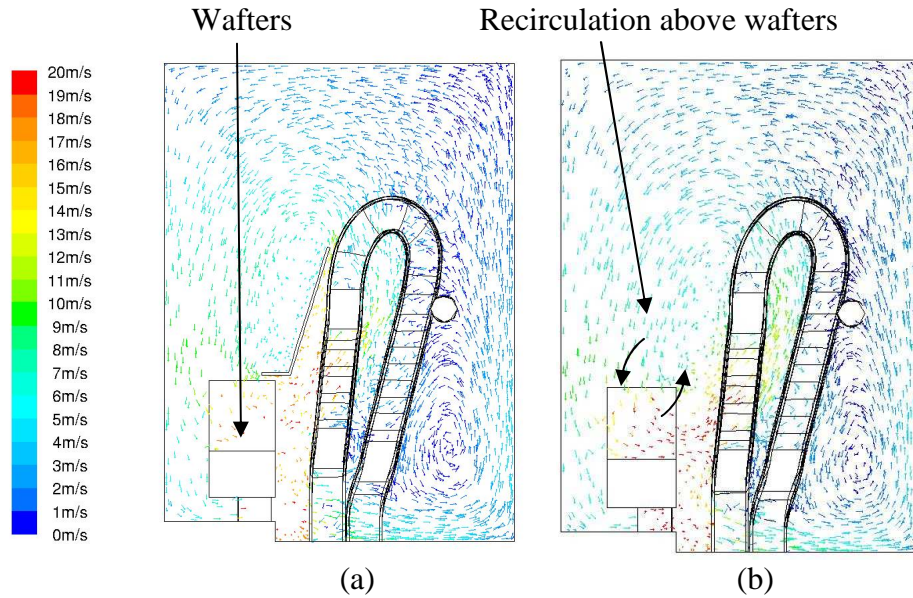 Wafters
Recirculation above wafters
20m/s
19m/s
18m/s
17m/s
16m/s
15m/s
14m/s
13m/s
12m/s
11m/s
10m/s
9m/s
8m/s
7m/s
6m/s
5m/s
4m/s
3m/s
2m/s
1m/s
0m/s
(a)
(b)